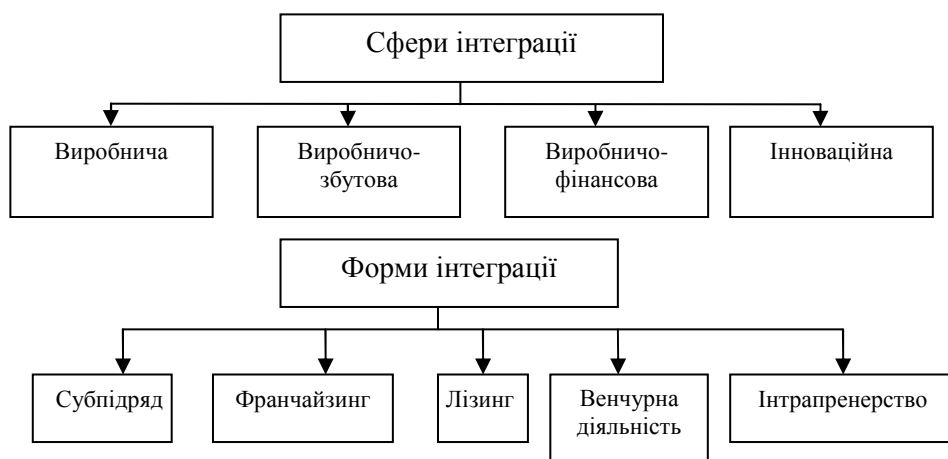 Сфери інтеграції
Виробнича
Виробничо-
збутова
Виробничо-
фінансова
Інноваційна
Форми інтеграції
Субпідряд
Франчайзинг
Лізинг
Венчурна
діяльність
Інтрапренерство